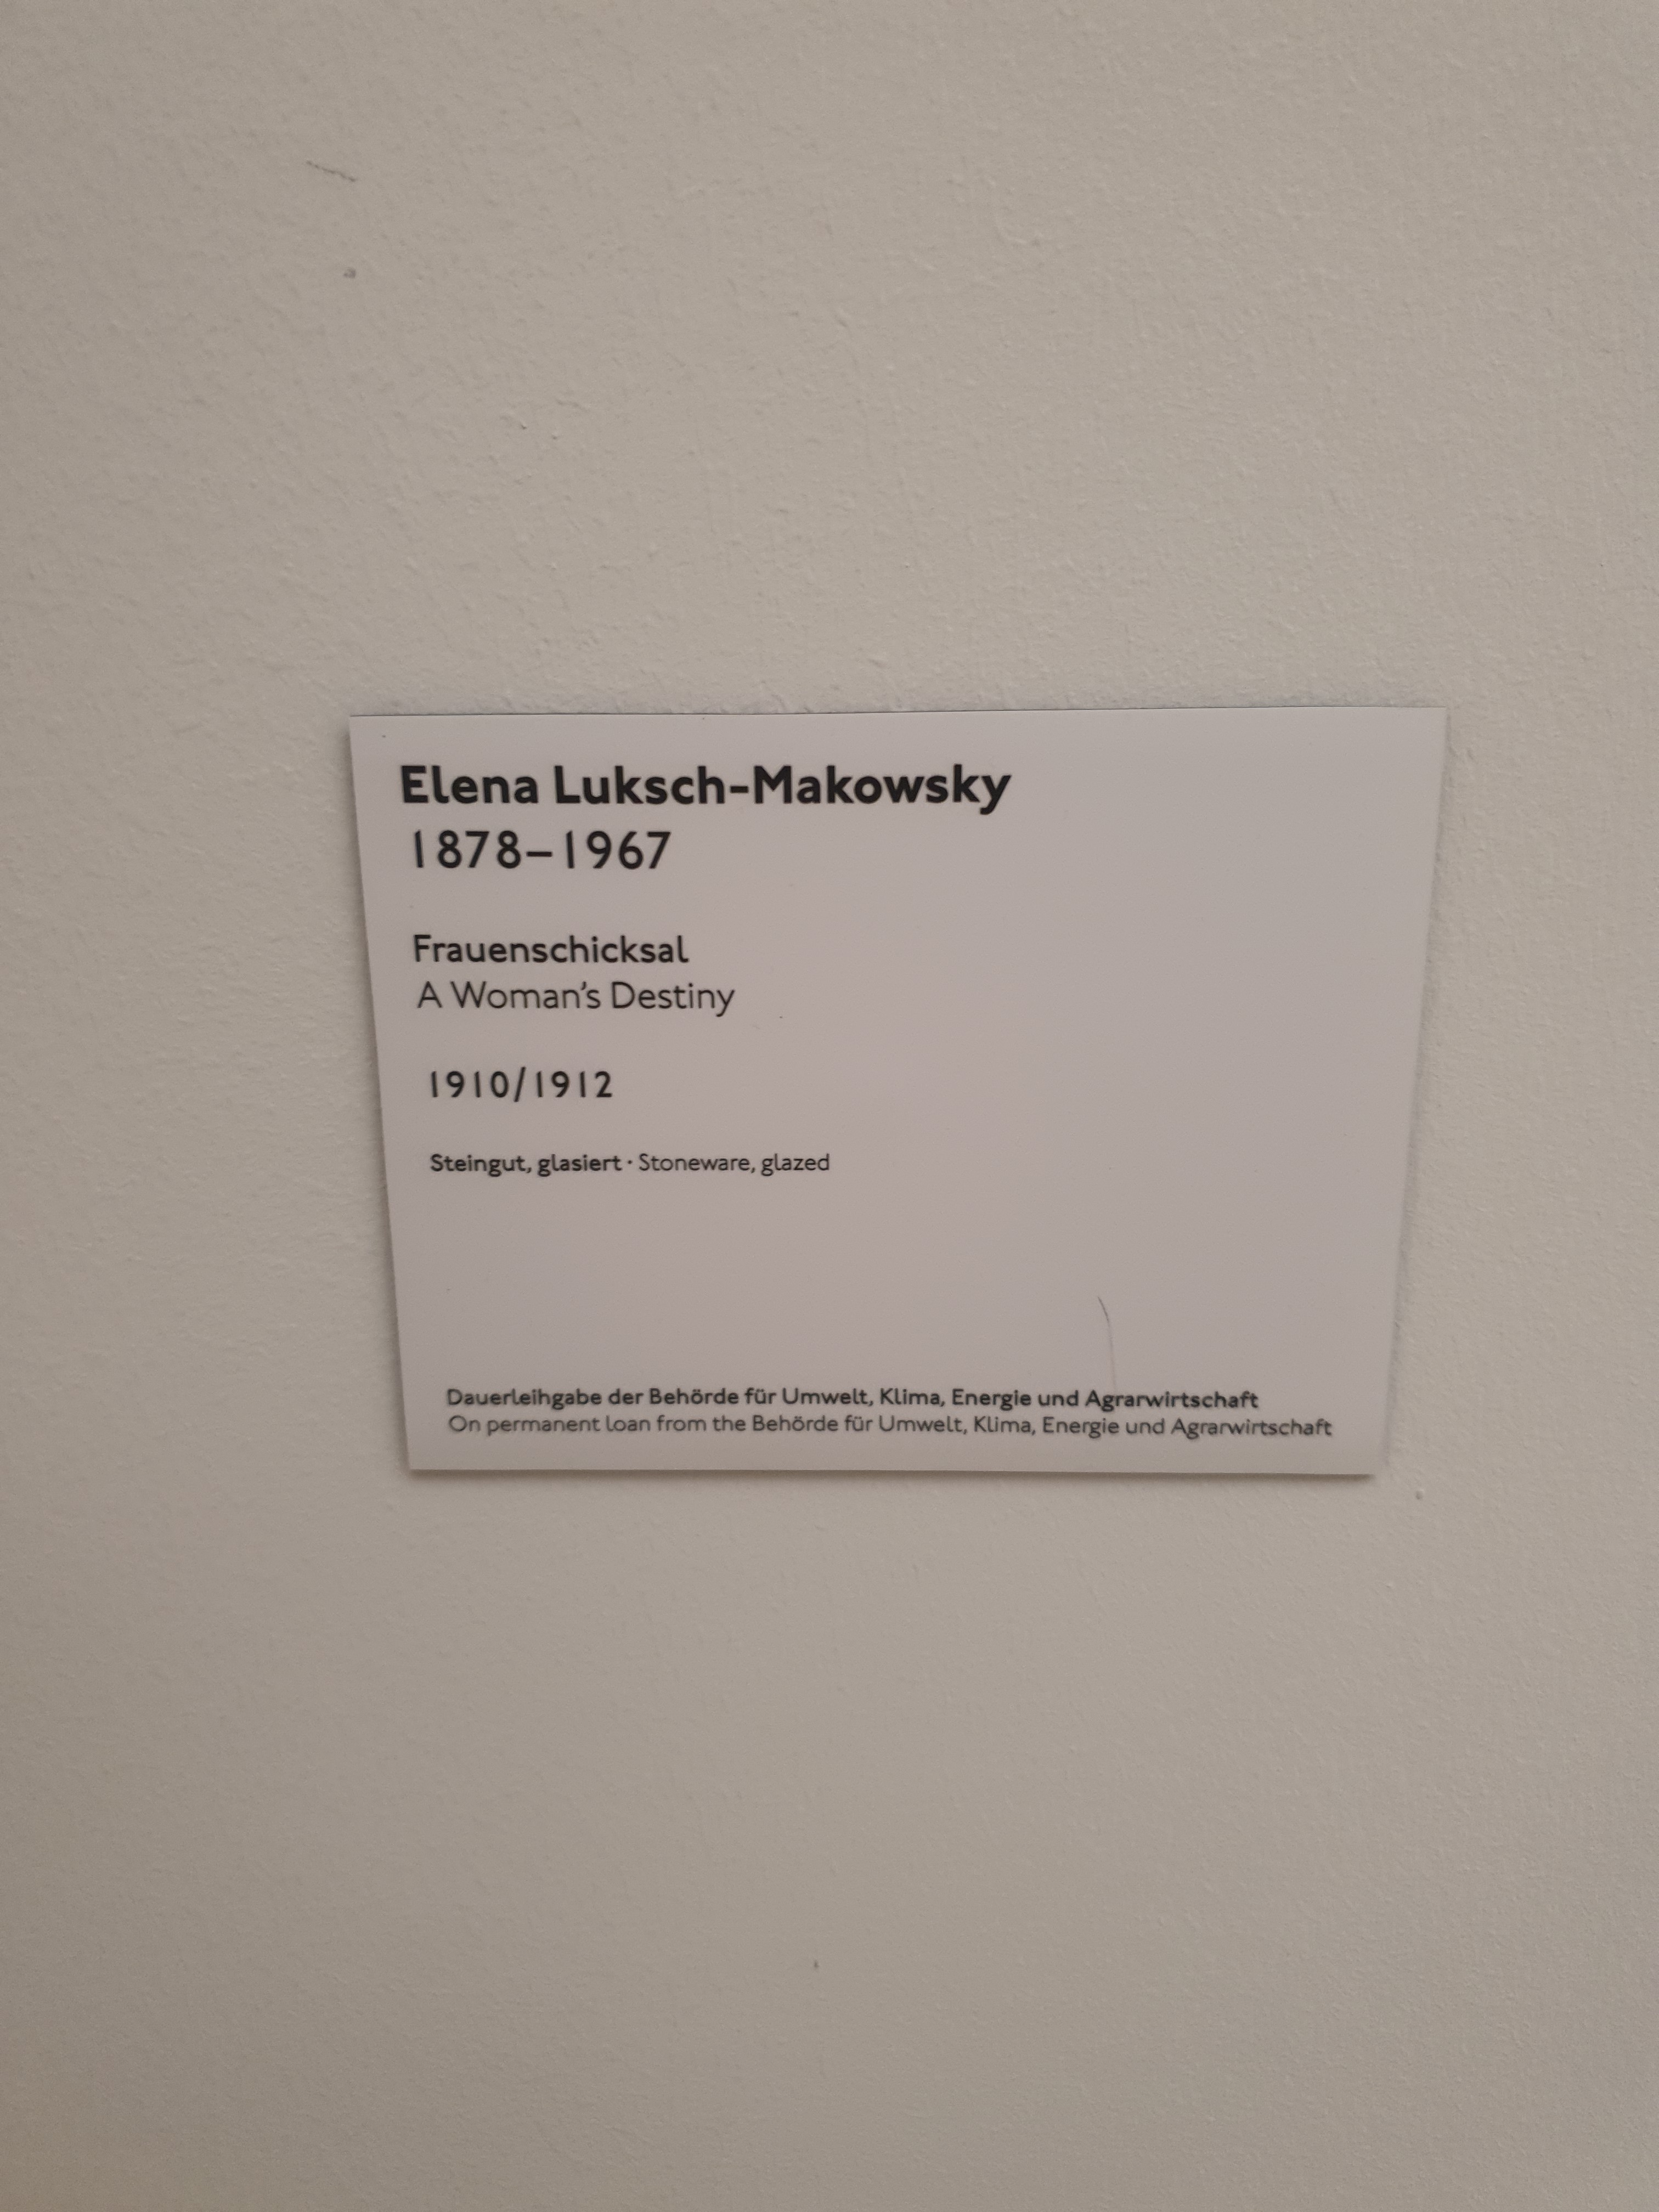 Elena Luksch-Makowsky
1878–1967
Frauenschicksal
A Woman's Destiny
1910/1912
Steingut, glasiert · Stoneware, glazed
Dauerleihgabe der Behörde für Umwelt, Klima, Energie und Agrarwirtschaft
On permanent loan from the Behörde für Umwelt, Klima, Energie und Agrarwirtschaft